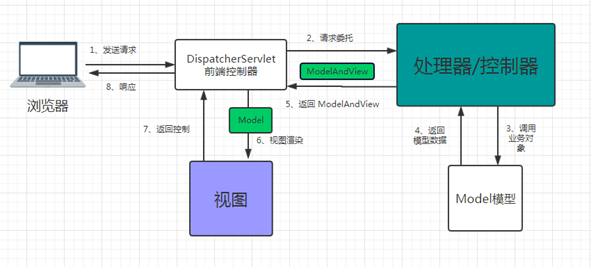 1、发送请求
8、响应
浏览器
DispatcherServlet
前端控制器
2、请求委托
ModelAndView
5、返回 ModelAndView
处理器/控制器
Model
7、返回控制
6、视图渲染
视图
4、返回
模型数据
3、调用
业务对
象
Model模型